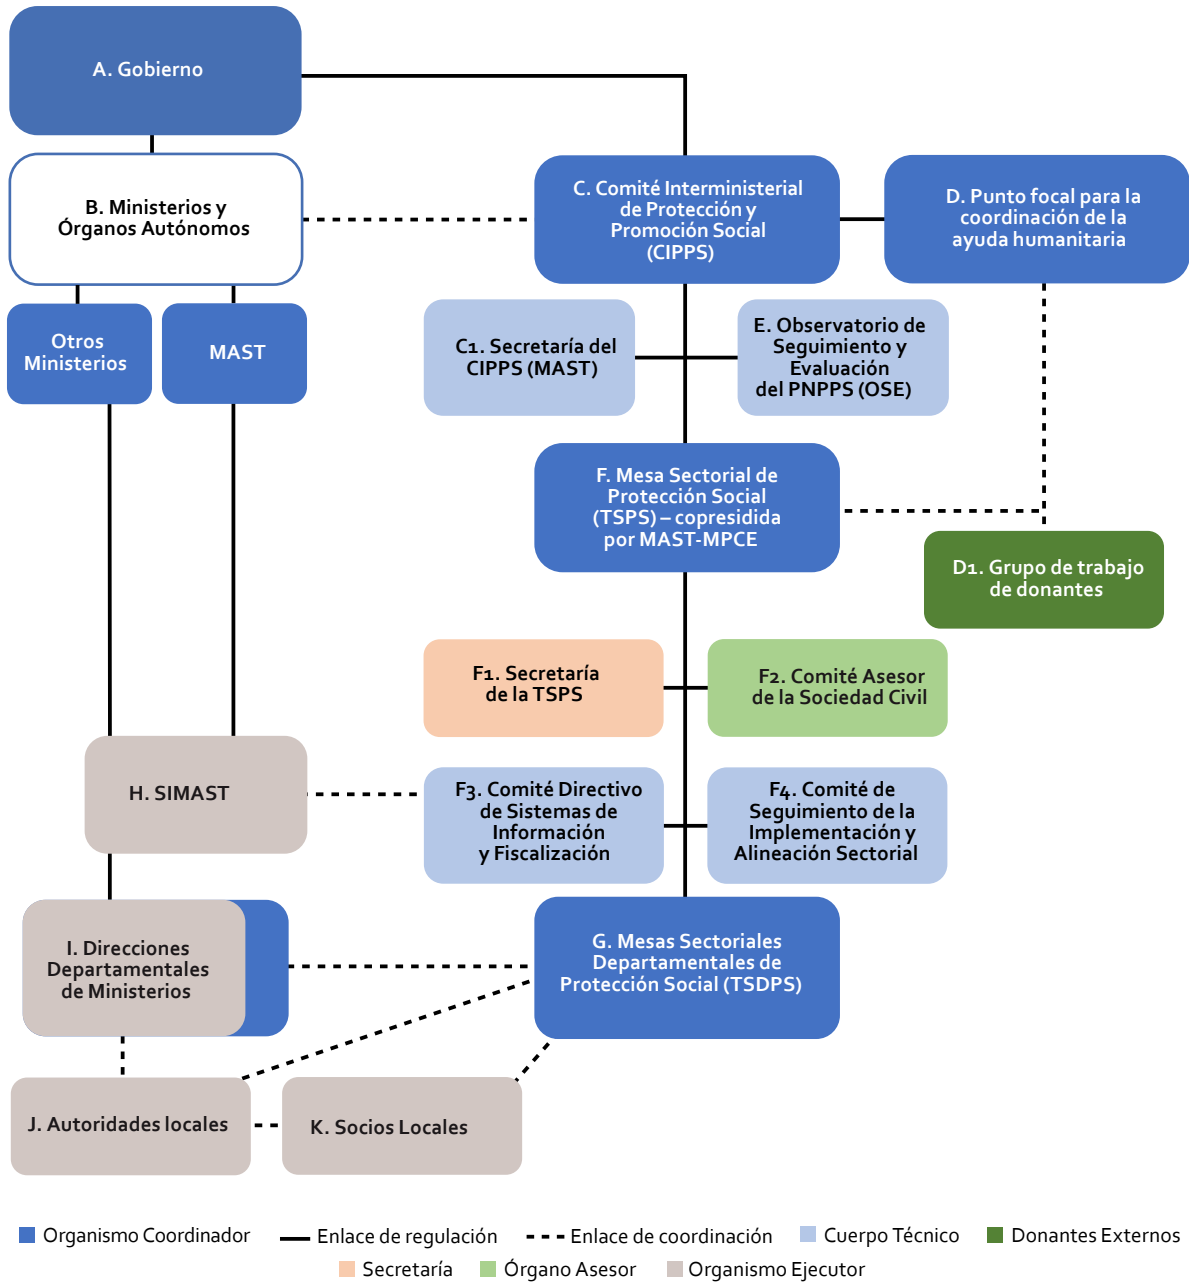 A. Gobierno
B. Ministerios y
Órganos Autónomos
C. Comité Interministerial
de Protección y
Promoción Social
(CIPPS)
D. Punto focal para la
coordinación de la
ayuda humanitaria
Otros
Ministerios
MAST
C1. Secretaría del
CIPPS (MAST)
E. Observatorio de
Seguimiento y
Evaluación
del PNPPS (OSE)
F. Mesa Sectorial de
Protección Social
(TSPS) – copresidida
por MAST-MPCE
D1. Grupo de trabajo
de donantes
F1. Secretaría
de la TSPS
F2. Comité Asesor
de la Sociedad Civil
H. SIMAST
F3. Comité Directivo
de Sistemas de
Información
y Fiscalización
F4. Comité de
Seguimiento de la
Implementación y
Alineación Sectorial
I. Direcciones
Departamentales
de Ministerios
G. Mesas Sectoriales
Departamentales de
Protección Social (TSDPS)
J. Autoridades locales
K. Socios Locales
Organismo Coordinador
Enlace de regulación
Enlace de coordinación
Cuerpo Técnico
Donantes Externos
Secretaría
Órgano Asesor
Organismo Ejecutor